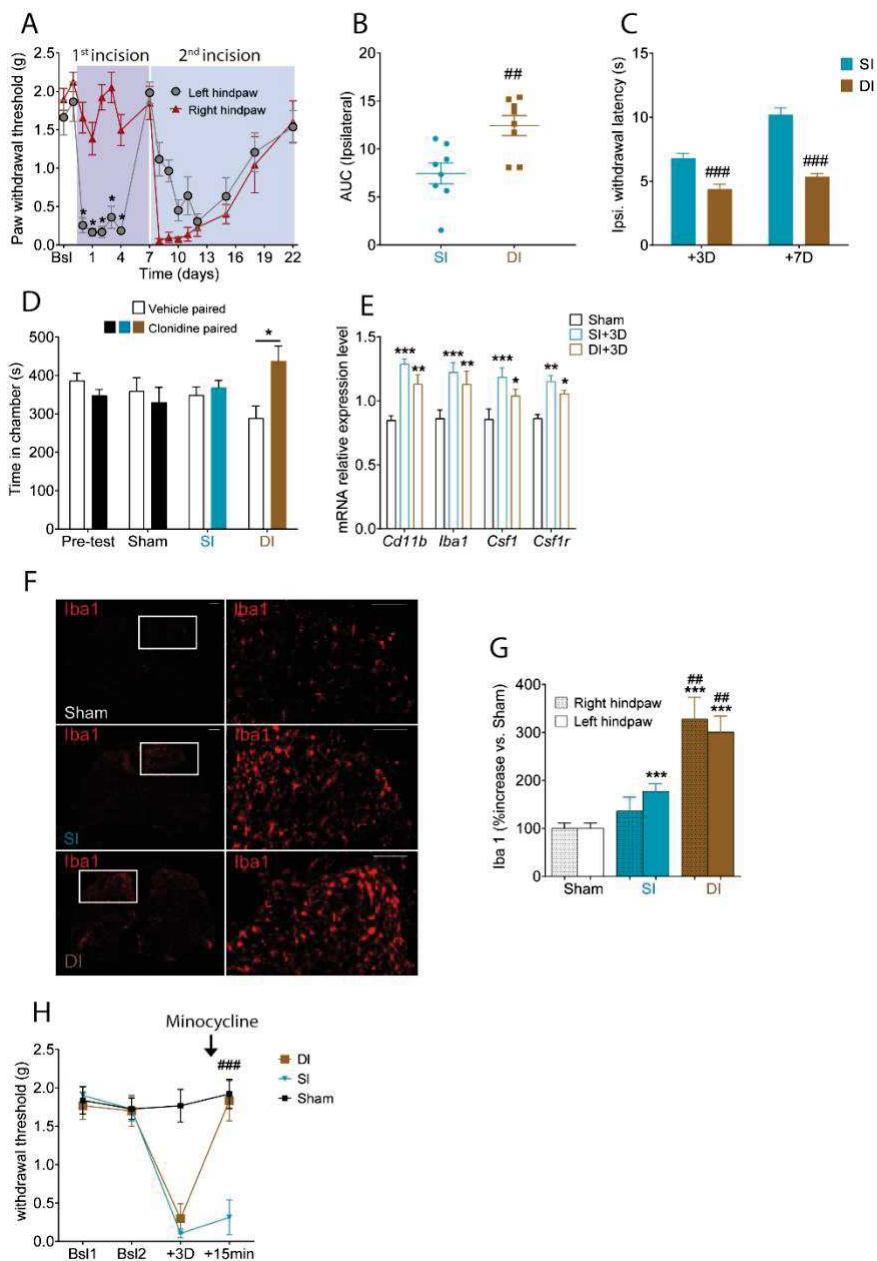 A
1st incision 2nd incision
Paw withdrawal threshold (g)
2.5
2.0
1.5
1.0
0.5
0.0
Left hindpaw
Right hindpaw
* * * * *
Bsl 1 4 7 8 10 13 16 19 22
Time (days)
B
AUC (Ipsilateral)
20
15
10
5
0
##
SI DI
C
Ipsi. withdrawal latency (s)
15
10
5
0
SI
DI
### ###
+3D +7D
D
Vehicle paired
Clonidine paired
Time in chamber (s)
500
400
300
200
100
0
*
Pre-test Sham SI DI
E
Sham
SI+3D
DI+3D
mRNA relative expression level
1.5
1.0
0.5
0.0
*** ** *** ** *** * ** *
Cd11b Iba1 Csf1 Csf1r
F
Iba1 Iba1
Sham
Iba1 Iba1
SI
Iba1 Iba1
DI
G
Iba 1 (%increase vs. Sham)
400
300
200
100
0
Right hindpaw
Left hindpaw
***
## ##
*** ***
Sham SI DI
H
Minocycline
withdrawal threshold (g)
2.5
2.0
1.5
1.0
0.5
0.0
###
DI
SI
Sham
Bsl1 Bsl2 +3D +15min